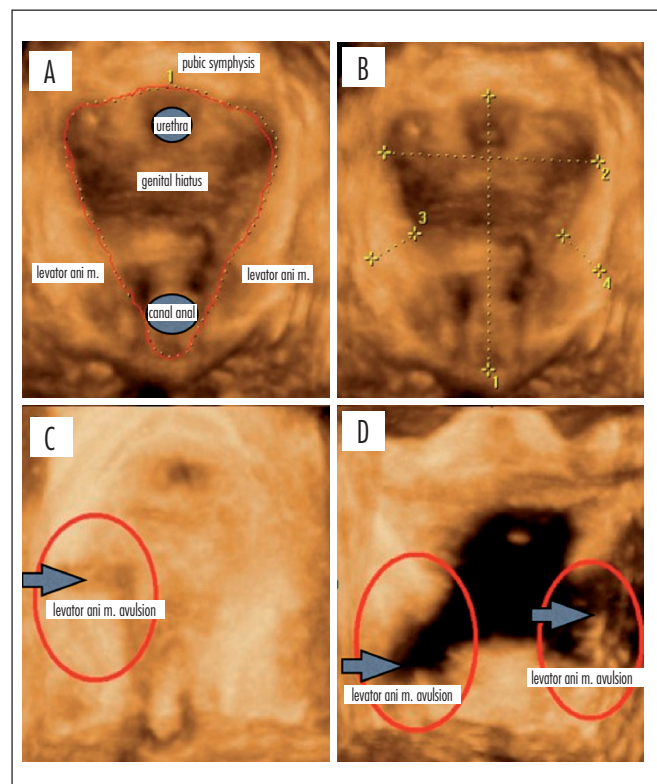 A
1
pubic symphysis
urethra
genital hiatus
levator ani m.
levator ani m.
canal anal
B
2
3
4
1
C
levator ani m. avulsion
D
levator ani m. avulsion
levator ani m. avulsion